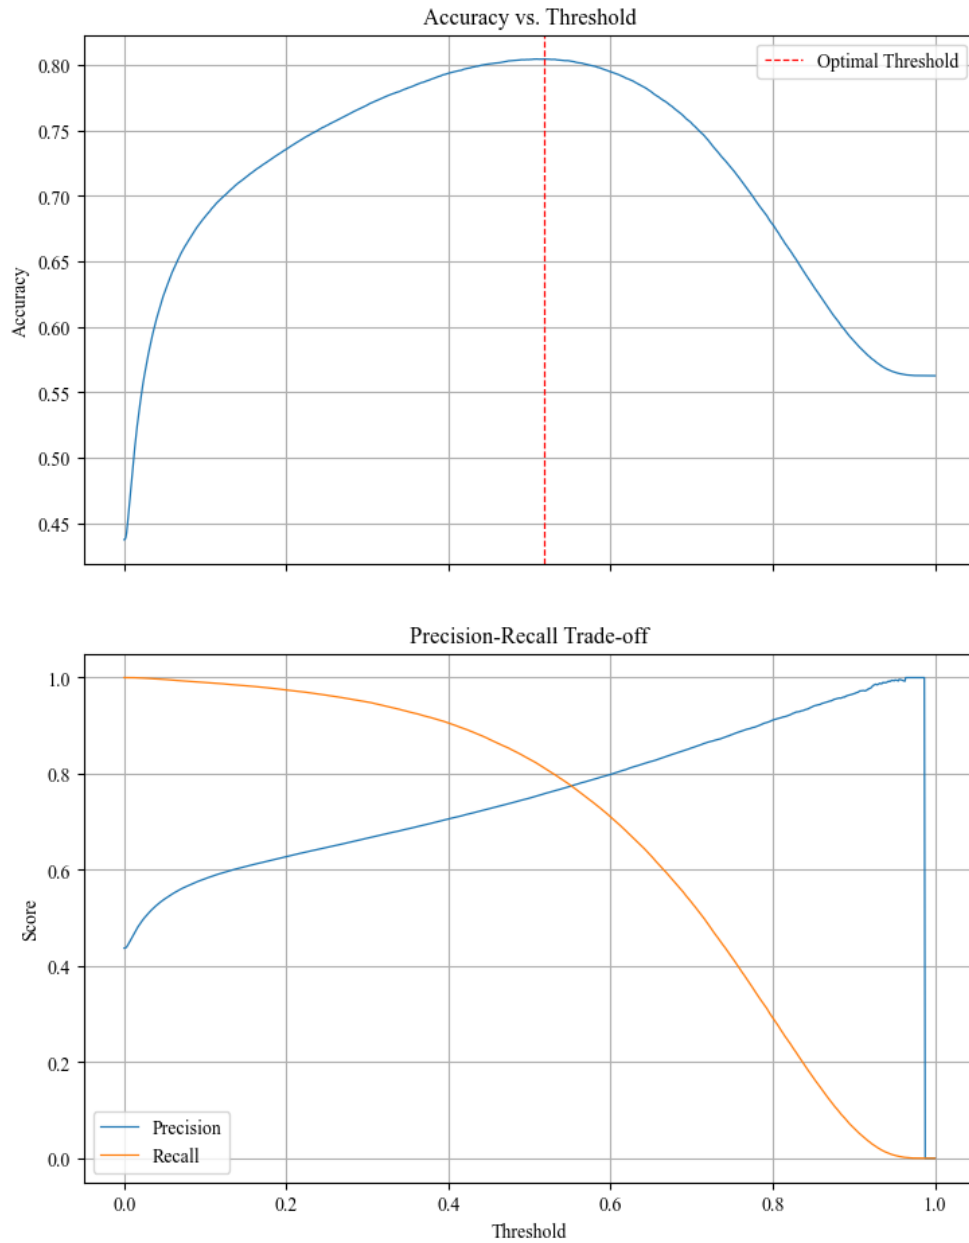 Accuracy vs. Threshold
Optimal Threshold
0.80
0.75
0.70
0.65
0.60
0.55
0.50
0.45
Accuracy
Precision-Recall Trade-off
1.0
0.8
0.6
0.4
0.2
0.0
Score
Precision
Recall
0.0 0.2 0.4 0.6 0.8 1.0
Threshold